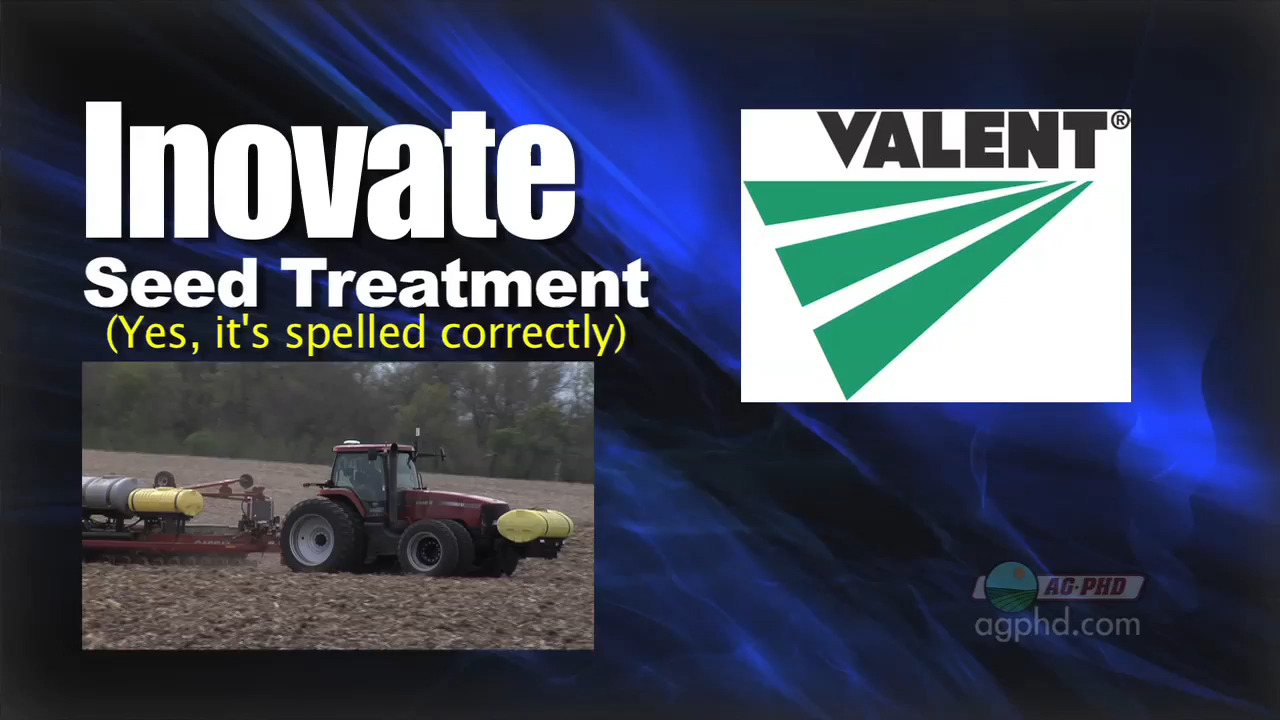 Inovate
Seed Treatment
(Yes, it's spelled correctly)
VALENT®
AG·PHD
agphd.com